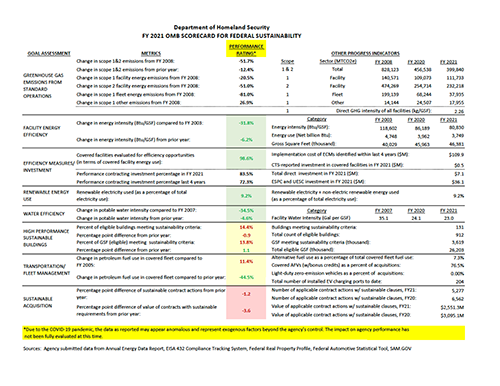 Department of Homeland Security
FY 2021 OMB SCORECARD FOR FEDERAL SUSTAINABILITY
GOAL ASSESSMENT METRICS PERFORMANCE RATING* OTHER PROGRESS INDICATORS
GREENHOUSE GAS EMISSIONS FROM STANDARD OPERATIONS
Change in scope 1&2 emissions from FY 2008: -51.7% Scope Sector (MTCO2e) FY 2008 FY 2020 FY 2021
Change in scope 1&2 emissions from prior year: -12.4% 1 & 2 Total 828,123 456,538 399,840
Change in scope 1 facility energy emissions from FY 2008: -20.5% 1 Facility 140,571 109,073 111,733
Change in scope 2 facility energy emissions from FY 2008: -51.0% 2 Facility 474,269 254,714 232,218
Change in scope 1 fleet energy emissions from FY 2008: -81.0% 1 Fleet 199,139 68,244 37,935
Change in scope 1 other emissions from FY 2008: 26.9% 1 Other 14,144 24,507 17,955
1 Direct GHG intensity of all facilities (kg/GSF): 2.26
FACILITY ENERGY EFFICIENCY
Change in energy intensity (Btu/GSF) compared to FY 2008: -31.8%
Change in energy intensity (Btu/GSF) from prior year: -6.2%
Category FY 2008 FY 2020 FY 2021
Energy intensity (Btu/GSF): 118,602 86,189 80,830
Energy use (Net billion Btu): 4,748 3,962 3,749
Gross Square Feet (thousand): 40,029 45,963 46,381
EFFICIENCY MEASURES/ INVESTMENT
Covered facilities evaluated for efficiency opportunities
(in terms of covered facility energy use): 98.6%
Performance contracting investment percentage in FY 2021 83.5%
Performance contracting investment percentage last 4 years 72.3%
Implementation cost of ECMs identified within last 4 years ($M): $109.9
CTS reported investment in covered facilities in FY 2021 ($M): $0.5
Total direct investment in FY 2021 ($M): $7.1
ESPC and UESC investment in FY 2021 ($M): $36.1
RENEWABLE ENERGY USE
Renewable electricity used (as a percentage of total
electricity use): 9.2%
Renewable electricity + non electric renewable energy used
(as a percentage of total electricity use): 9.2%
WATER EFFICIENCY
Change in potable water intensity compared to FY 2007: -34.5%
Change in potable water intensity from prior year:
Category FY 2007 FY 2020 FY 2021
Facility Water Intensity (Gal per GSF) 35.1 24.1 23.0
HIGH PERFORMANCE SUSTAINABLE BUILDINGS
Percent of eligible buildings meeting sustainability criteria: 14.4%
Percentage point difference from prior year: -0.9
Percent of GSF (eligible) meeting sustainability criteria: 13.8%
Percentage point difference from prior year: 1.1
Buildings meeting sustainability criteria: 131
Total count of eligible buildings: 912
GSF meeting sustainability criteria (thousand): 3,619
Total eligible GSF (thousand): 26,203
TRANSPORTATION/ FLEET MANAGEMENT
Change in petroleum fuel use in covered fleet compared to
FY 2005: 11.4%
Change in petroleum fuel use in covered fleet compared to prior year: -44.5%
Alternative fuel use as a percentage of total covered fleet fuel use: 7.3%
Covered AFVs (w/bonus credits) as a percent of acquisitions: 76.5%
Light-duty zero emission vehicles as a percent of acquisitions: 0.00%
Total number of installed EV charging ports to date: 204
SUSTAINABLE ACQUISITION
Percentage point difference of sustainable contract actions from prior
year: -1.2
Percentage point difference of value of contracts with sustainable
requirements from prior year: -1.6
Number of applicable contract actions w/stmt of sustain, FY21: 5,277
Number of applicable contract actions w/stmt of sustain, FY20: 6,562
Value of applicable contract actions w/stmt of sustain, FY21: $2,551.3M
Value of applicable contract actions w/stmt of sustain, FY20: $3,095.1M
*Due to the COVID-19 pandemic, the data as reported may appear anomalous and represent exogenous factors beyond the agency's control. The impact on agency performance has
not been fully evaluated at this time.
Sources: Agency submitted data from Annual Energy Data Report, EISA 432 Compliance Tracking System, Federal Real Property Profile, Federal Automotive Statistical Tool, SAM.GOV